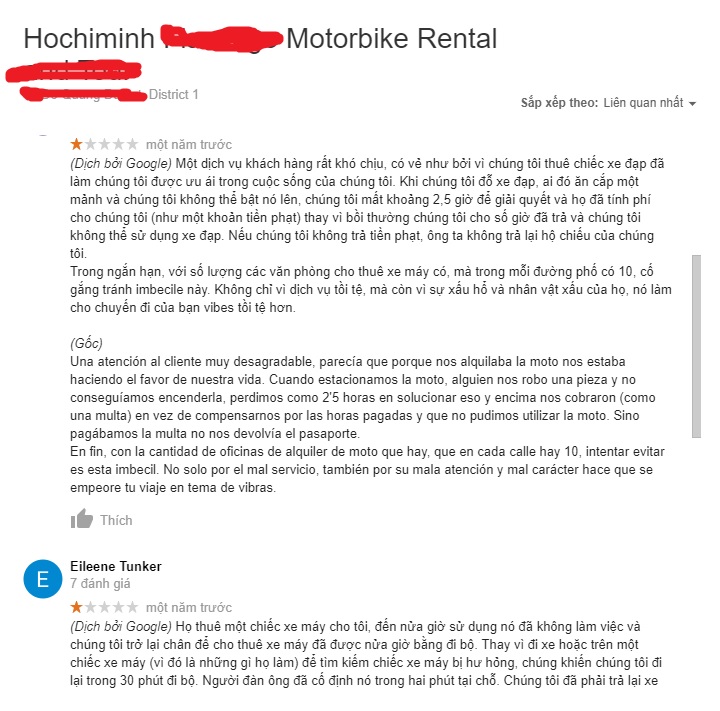 Hochiminh Motorbike Rental
District 1
Sắp xếp theo: Liên quan nhất
một năm trước
(Dịch bởi Google) Một dịch vụ khách hàng rất khó chịu, có vẻ như bởi vì chúng tôi thuê chiếc xe đạp đã
làm chúng tôi được ưu ái trong cuộc sống của chúng tôi. Khi chúng tôi đỗ xe đạp, ai đó ăn cắp một
mảnh và chúng tôi không thể bật nó lên, chúng tôi mất khoảng 2,5 giờ để giải quyết và họ đã tính phí
cho chúng tôi (như một khoản tiền phạt) thay vì bồi thường chúng tôi cho số giờ đã trả và chúng tôi
không thể sử dụng xe đạp. Nếu chúng tôi không trả tiền phạt, ông ta không trả lại hộ chiếu của chúng
tôi.
Trong ngắn hạn, với số lượng các văn phòng cho thuê xe máy có, mà trong mỗi đường phố có 10, cố
gắng tránh imbecile này. Không chỉ vì dịch vụ tồi tệ, mà còn vì sự xấu hổ và nhân vật xấu của họ, nó làm
cho chuyến đi của bạn vibes tồi tệ hơn.
(Gốc)
Una atención al cliente muy desagradable, parecía que porque nos alquilaba la moto nos estaba
haciendo el favor de nuestra vida. Cuando estacionamos la moto, alguien nos robo una pieza y no
conseguíamos encenderla, perdimos como 2'5 horas en solucionar eso y encima nos cobraron (como
una multa) en vez de compensarnos por las horas pagadas y que no pudimos utilizar la moto. Sino
pagábamos la multa no nos devolvía el pasaporte.
En fin, con la cantidad de oficinas de alquiler de moto que hay, que en cada calle hay 10, intentar evitar
es esta imbecil. No solo por el mal servicio, también por su mala atención y mal carácter hace que se
empeore tu viaje en tema de vibras.
Thích
E
Eileene Tunker
7 đánh giá
một năm trước
(Dịch bởi Google) Họ thuê một chiếc xe máy cho tôi, đến nửa giờ sử dụng nó đã không làm việc và
chúng tôi trở lại chân để cho thuê xe máy đã được nửa giờ bằng đi bộ. Thay vì đi xe hoặc trên một
chiếc xe máy (vì đó là những gì họ làm) để tìm kiếm chiếc xe máy bị hư hỏng, chúng khiến chúng tôi đi
lại trong 30 phút đi bộ. Người đàn ông đã cố định nó trong hai phút tại chỗ. Chúng tôi đã phải trả lại xe